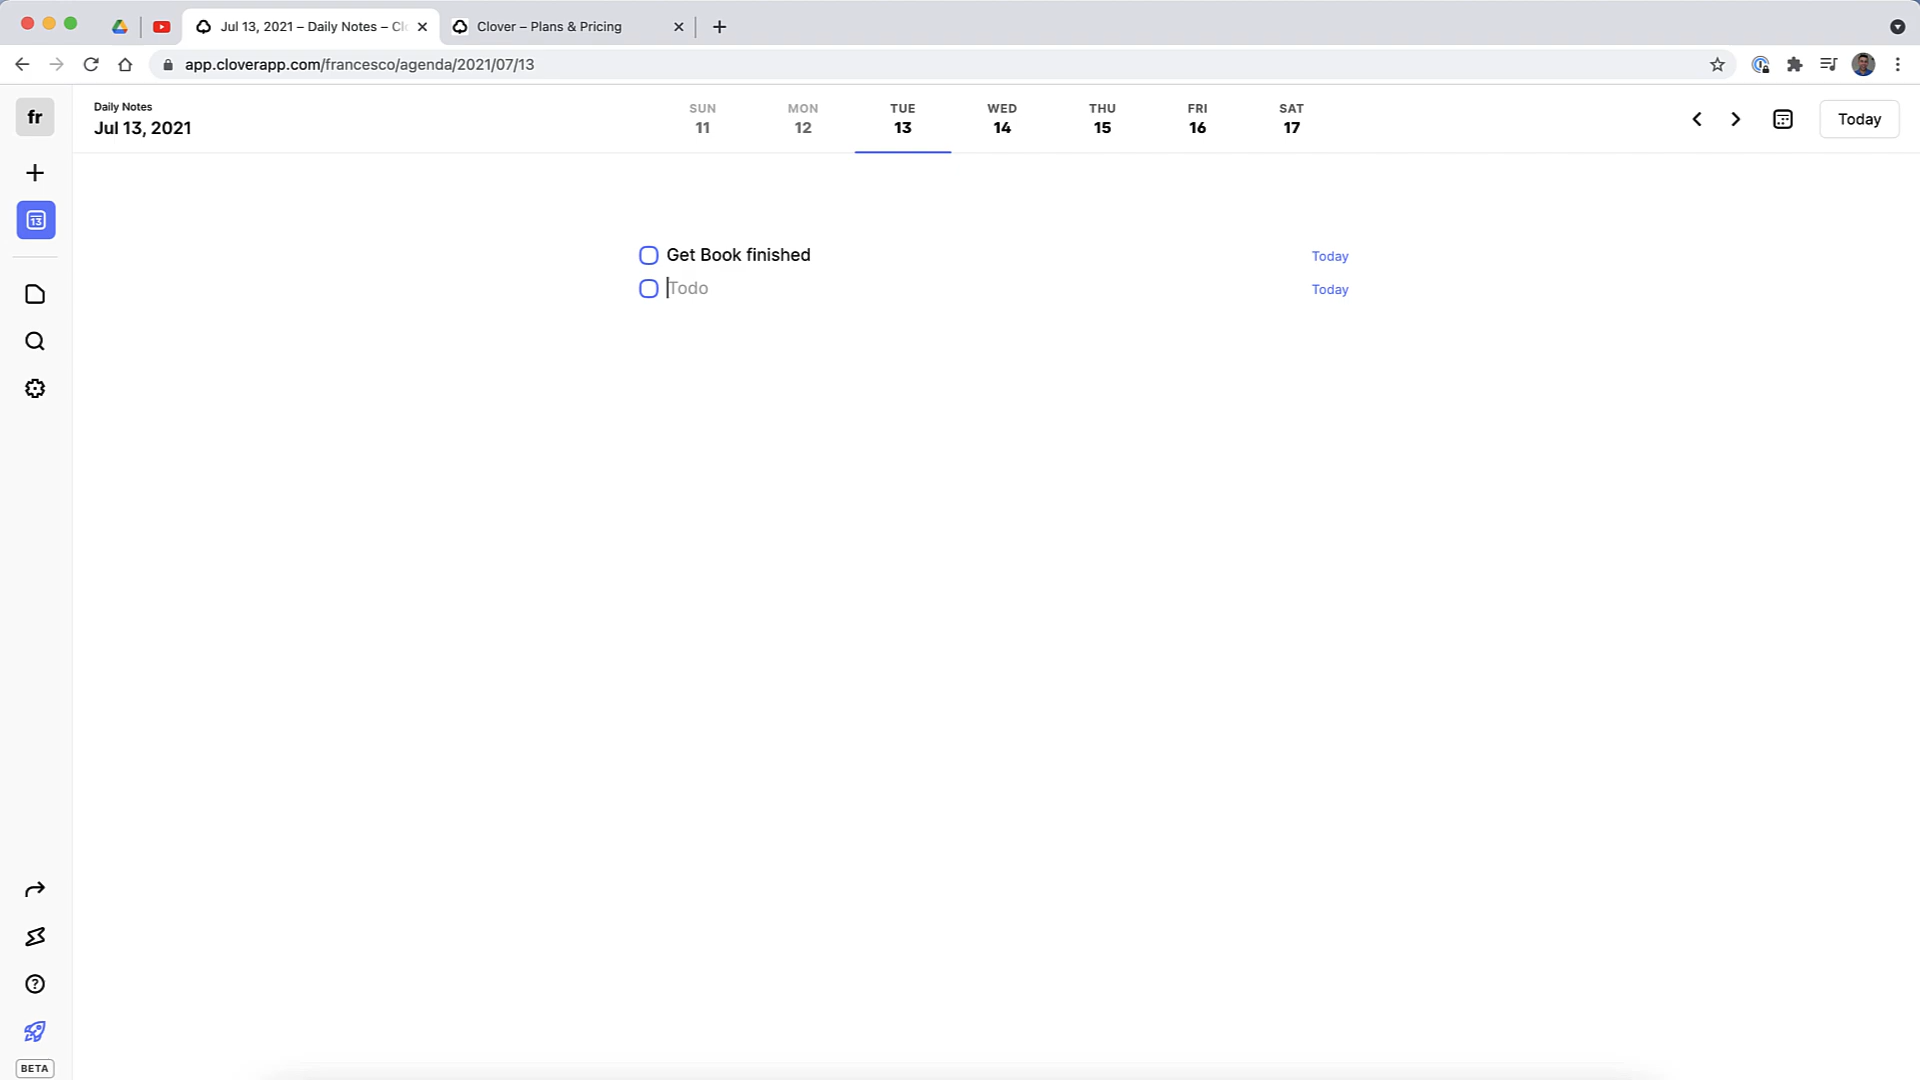 Jul 13, 2021 – Daily Notes – Cl
Clover – Plans & Pricing
app.cloverapp.com/francesco/agenda/2021/07/13
fr
Daily Notes
Jul 13, 2021
SUN MON TUE WED THU FRI SAT
11 12 13 14 15 16 17
Today
13
Get Book finished Today
Todo Today
BETA